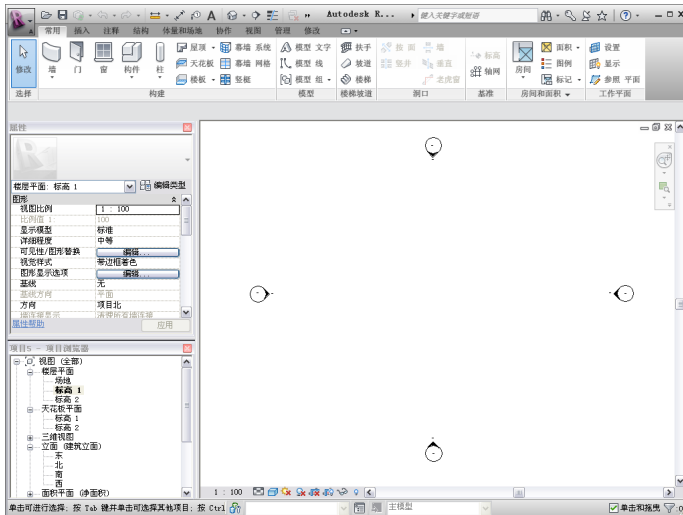 Autodesk R... 键入关键字或短语
常用 插入 注释 结构 体量和场地 协作 视图 管理 修改
修改 墙 门 窗 构件 柱
屋顶 幕墙 系统
天花板 幕墙 网格
楼板 竖梃
模型 文字
模型 线
模型 组
扶手
坡道
楼梯
按 面 墙
竖井 垂直
老虎窗
标高
轴网
房间
面积
图例
标记
设置
显示
参照 平面
选择 构建 模型 楼梯坡道 洞口 基准 房间和面积 工作平面
属性
楼层平面: 标高 1 编辑类型
图形
视图比例 1 : 100
比例值 1: 100
显示模型 标准
详细程度 中等
可见性/图形替换 编辑...
视觉样式 带边框着色
图形显示选项 编辑...
基线 无
基线方向 平面
方向 项目北
墙连接显示 清理所有墙连接
属性帮助 应用
项目5 - 项目浏览器
视图 (全部)
楼层平面
场地
标高 1
标高 2
天花板平面
标高 1
标高 2
三维视图
立面 (建筑立面)
东
北
南
西
面积平面 (净面积)
1 : 100
单击可进行选择; 按 Tab 键并单击可选择其他项目; 按 Ctrl 主模型 单击和拖曳 :0